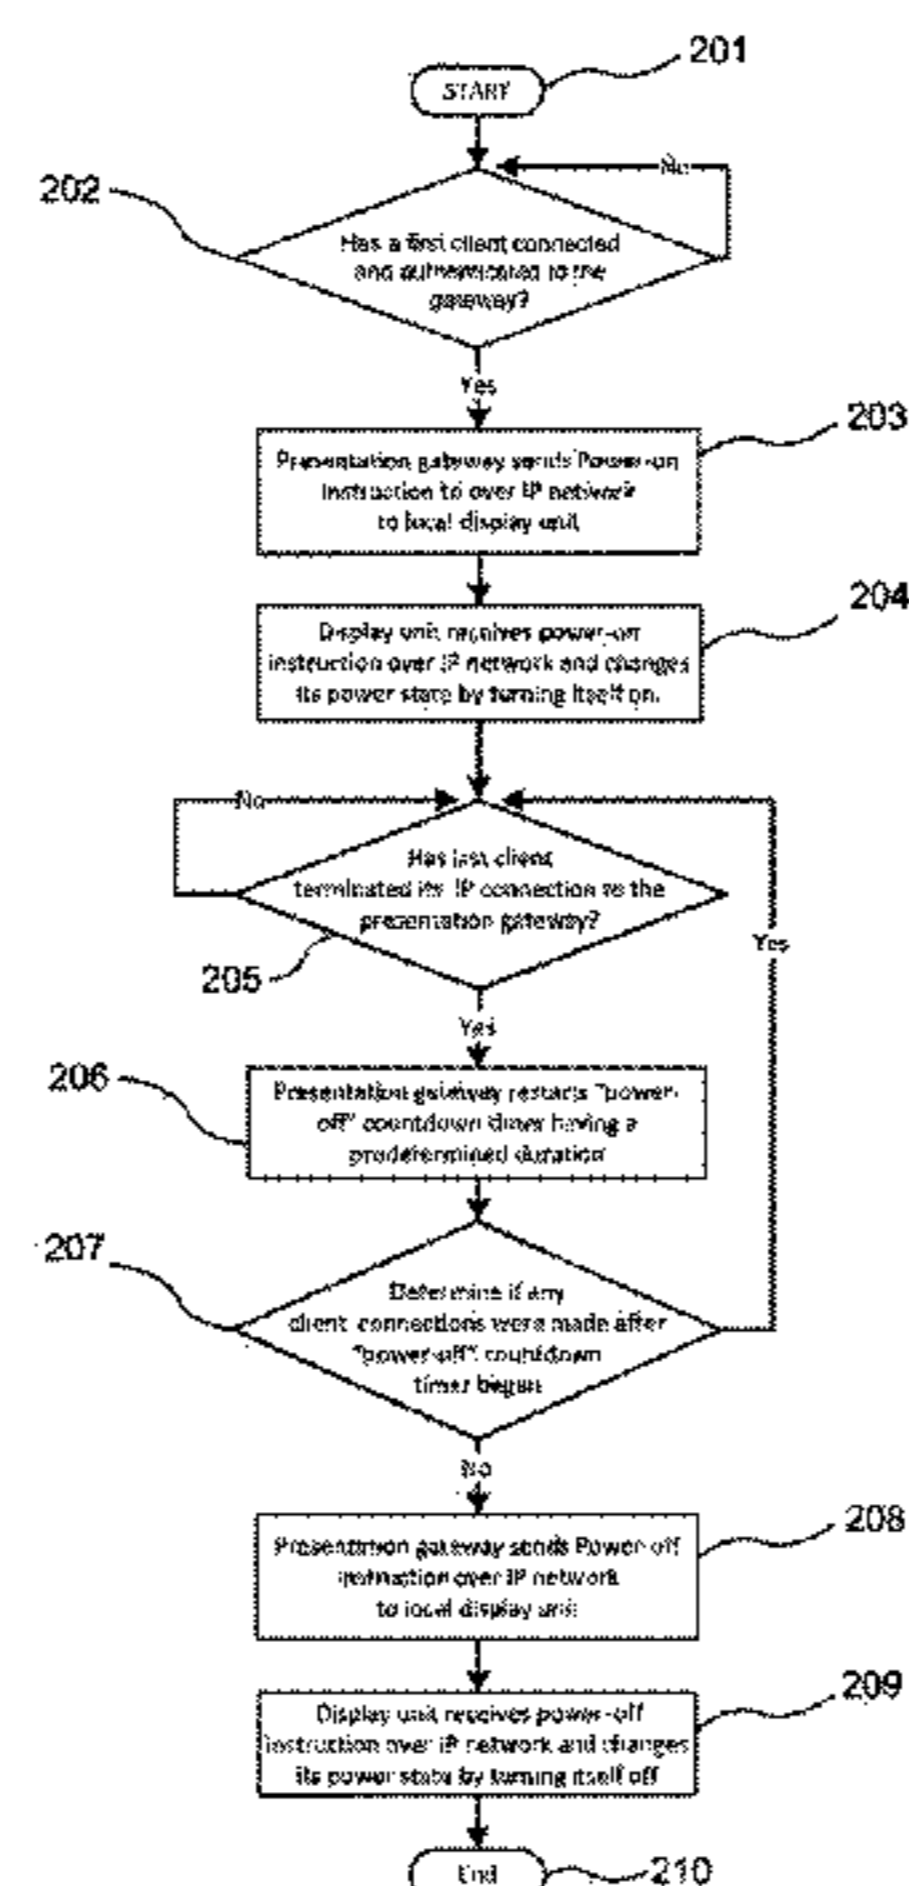 201
START
No
202
Has a first client connected
and authenticated to the
gateway?
Yes
203
Presentation gateway sends Power-on
instruction to over IP network
to local display unit
204
Display unit receives power-on
instruction over IP network and changes
its power state by turning itself on.
No
Has last client
terminated its IP connection to the
presentation gateway?
Yes
205
Yes
206
Presentation gateway restarts "power-
off" countdown timer having a
predetermined duration
207
Determine if any
client connections were made after
"power-off" countdown
timer began
No
208
Presentation gateway sends Power-off
instruction over IP network
to local display unit
209
Display unit receives power-off
instruction over IP network and changes
its power state by turning itself off
End
210